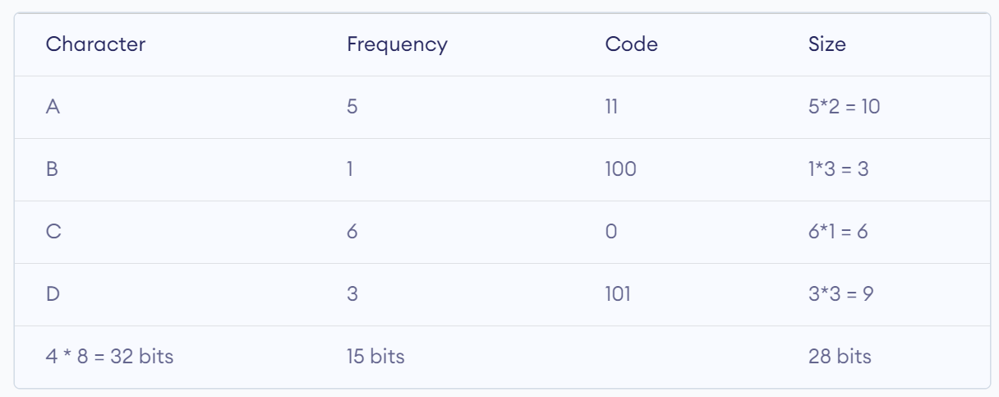 Character Frequency Code Size
A 5 11 5*2 = 10
B 1 100 1*3 = 3
C 6 0 6*1 = 6
D 3 101 3*3 = 9
4 * 8 = 32 bits 15 bits 28 bits